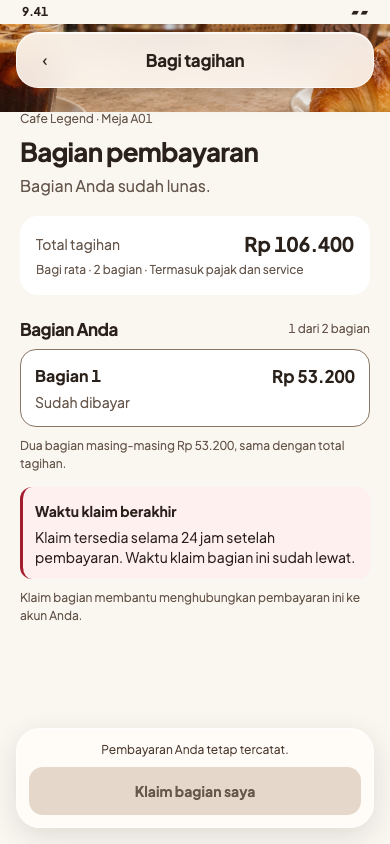 9.41
‹ Bagi tagihan
Cafe Legend · Meja A01
Bagian pembayaran
Bagian Anda sudah lunas.
Total tagihan Rp 106.400
Bagi rata · 2 bagian · Termasuk pajak dan service
Bagian Anda 1 dari 2 bagian
Bagian 1 Rp 53.200
Sudah dibayar
Dua bagian masing-masing Rp 53.200, sama dengan total
tagihan.
Waktu klaim berakhir
Klaim tersedia selama 24 jam setelah
pembayaran. Waktu klaim bagian ini sudah lewat.
Klaim bagian membantu menghubungkan pembayaran ini ke
akun Anda.
Pembayaran Anda tetap tercatat.
Klaim bagian saya